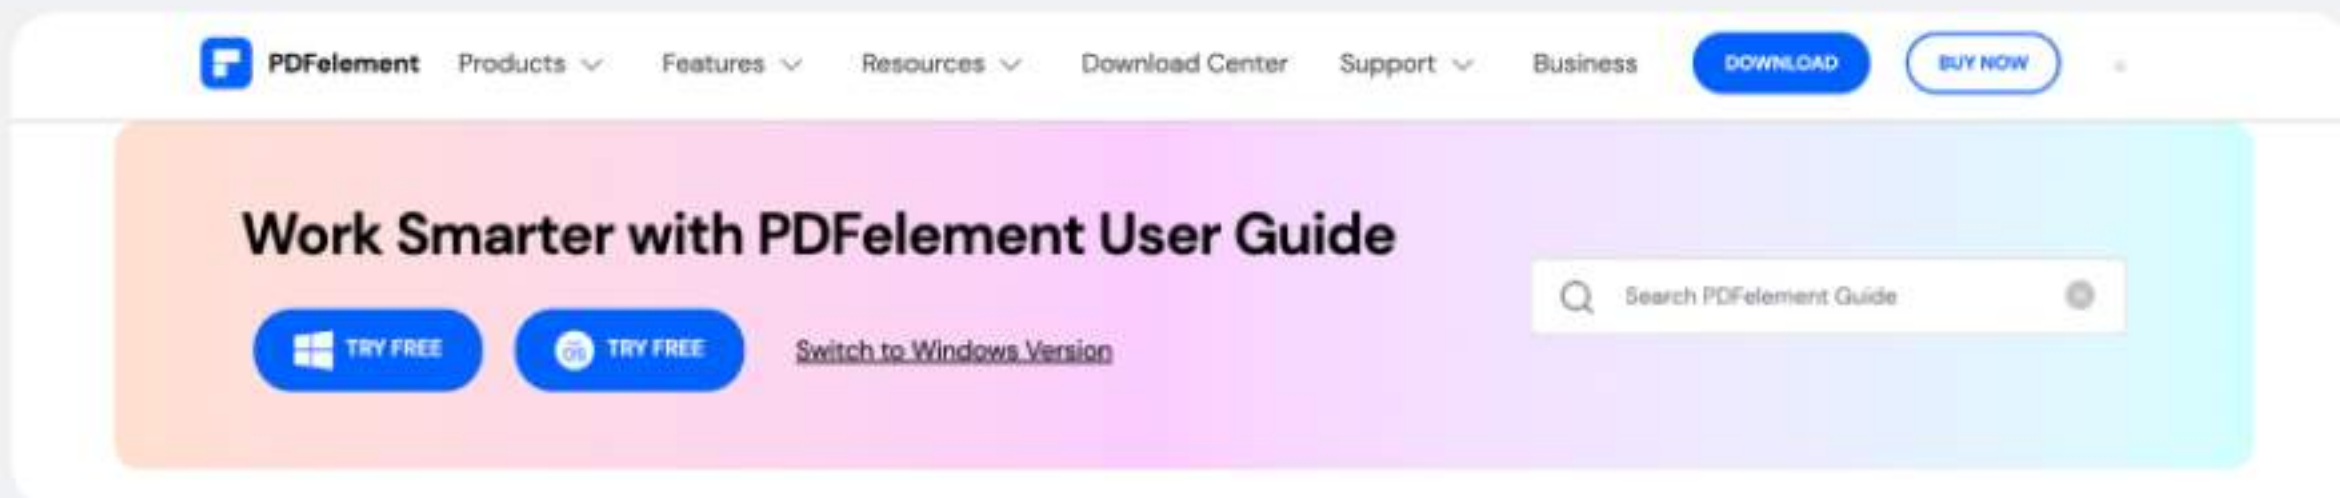 PDFelement Products Features Resources Download Center Support Business DOWNLOAD BUY NOW
Work Smarter with PDFelement User Guide
Search PDFelement Guide
TRY FREE macOS TRY FREE Switch to Windows Version